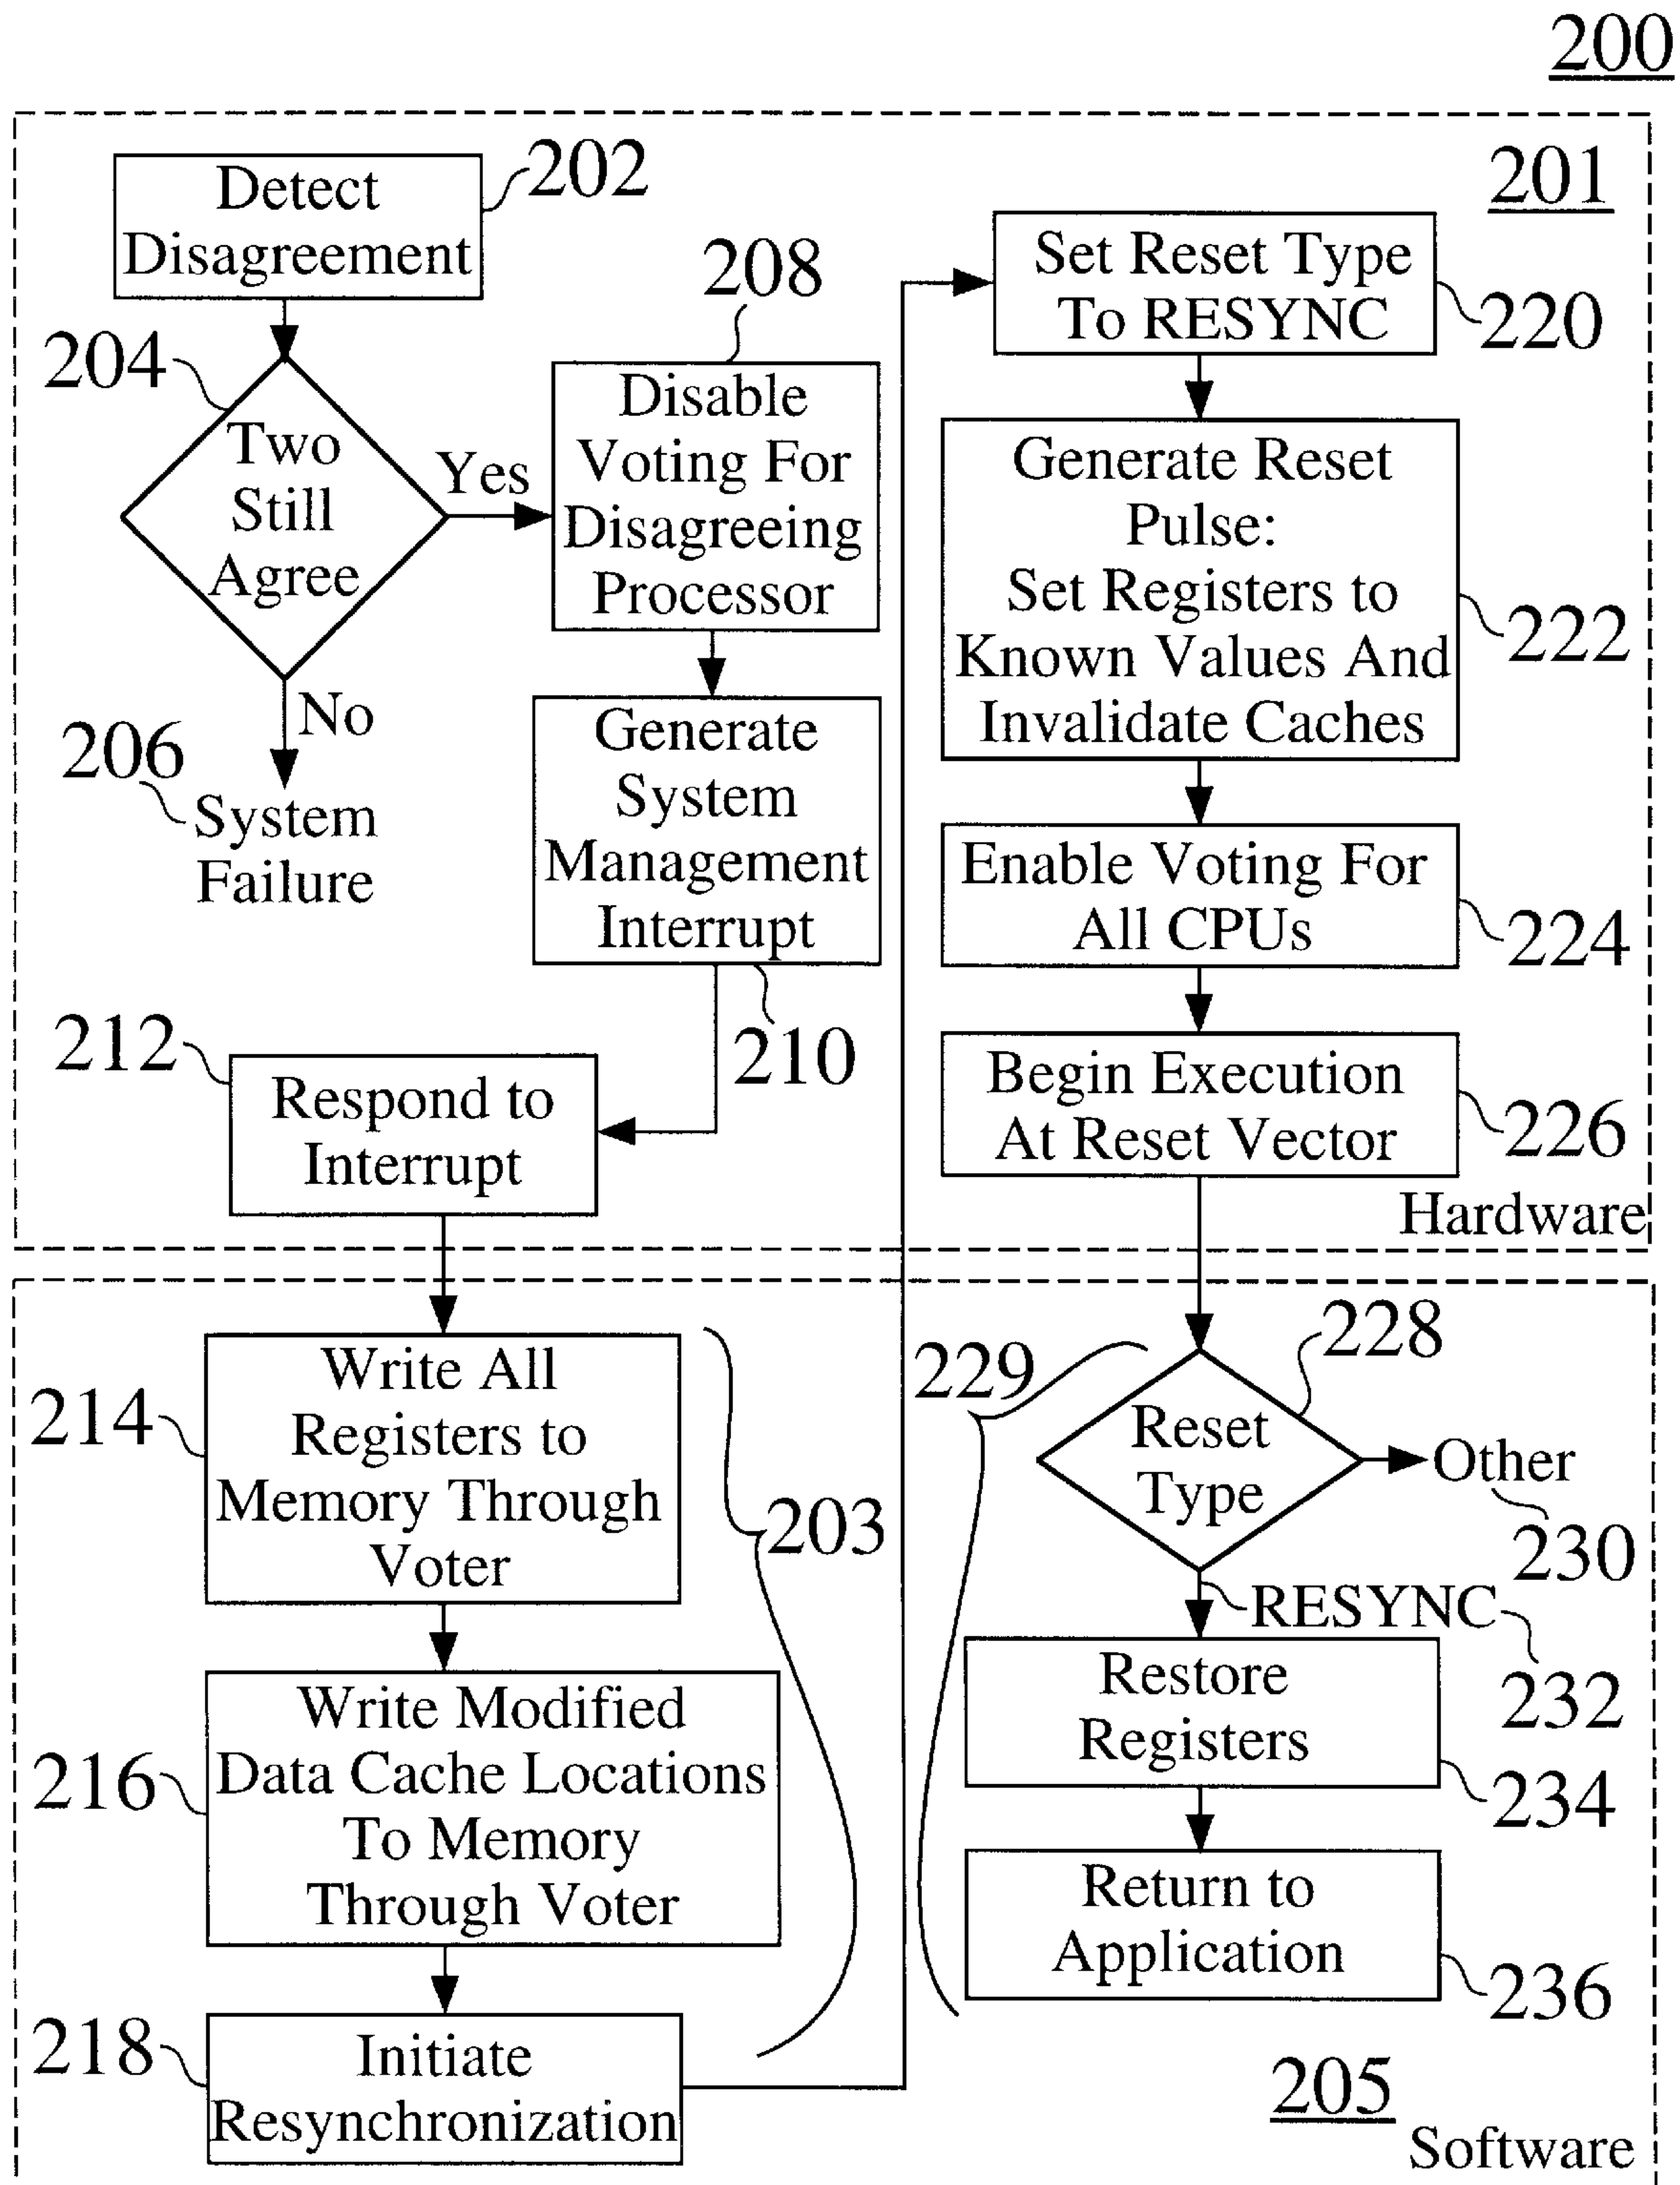 200
201
Detect
Disagreement
202
204
Two
Still
Agree
Yes
No
206
System
Failure
208
Disable
Voting For
Disagreeing
Processor
Generate
System
Management
Interrupt
210
212
Respond to
Interrupt
Set Reset Type
To RESYNC
220
Generate Reset
Pulse:
Set Registers to
Known Values And
Invalidate Caches
222
Enable Voting For
All CPUs
224
Begin Execution
At Reset Vector
226
Hardware
214
Write All
Registers to
Memory Through
Voter
203
216
Write Modified
Data Cache Locations
To Memory
Through Voter
218
Initiate
Resynchronization
229
228
Reset
Type
Other
230
RESYNC
232
Restore
Registers
234
Return to
Application
236
205
Software